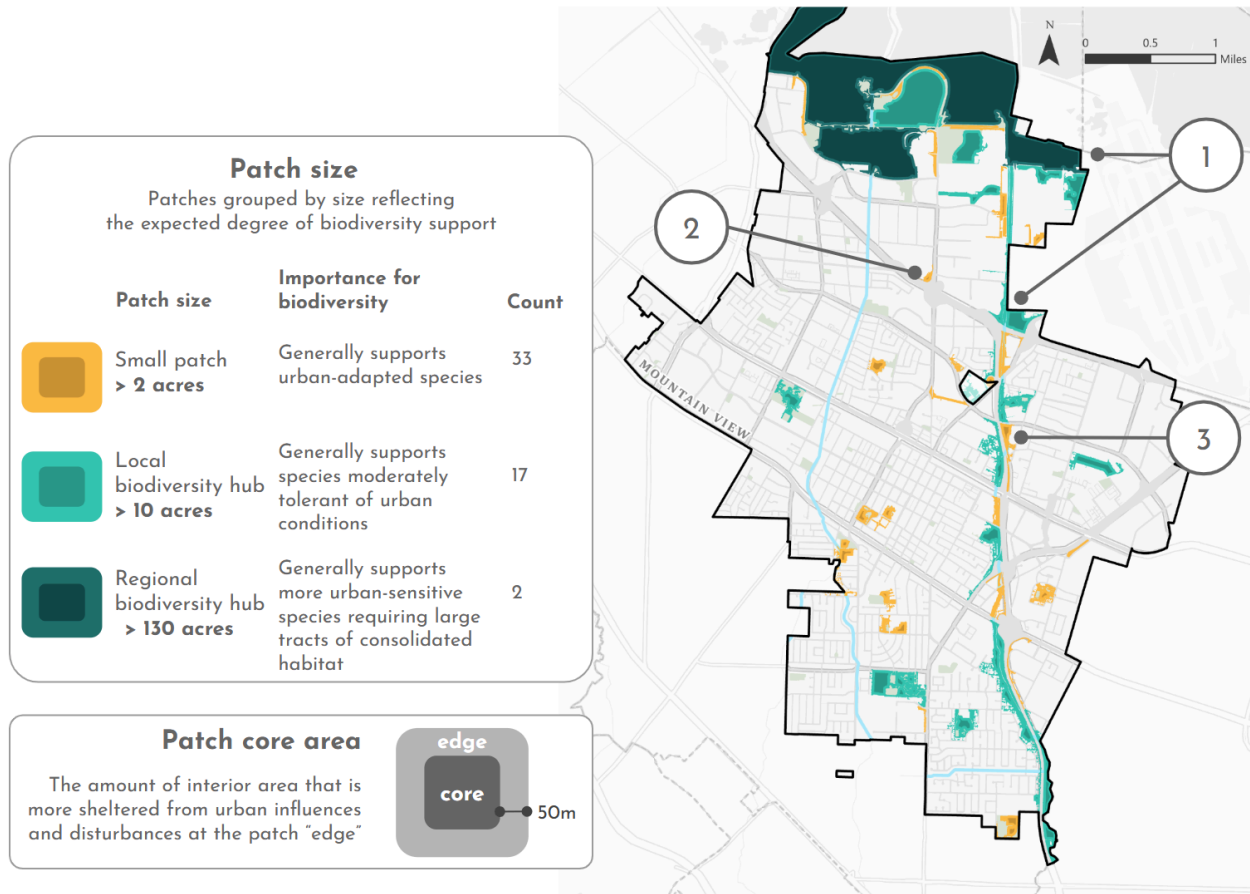 Patch size
Patches grouped by size reflecting
the expected degree of biodiversity support
Patch size
Importance for
biodiversity
Count
Small patch
> 2 acres
Generally supports
urban-adapted species
33
Local
biodiversity hub
> 10 acres
Generally supports
species moderately
tolerant of urban
conditions
17
Regional
biodiversity hub
> 130 acres
Generally supports
more urban-sensitive
species requiring large
tracts of consolidated
habitat
2
Patch core area
The amount of interior area that is
more sheltered from urban influences
and disturbances at the patch "edge"
edge
core
50m
N
0 0.5 1
Miles
1
2
3
MOUNTAIN VIEW